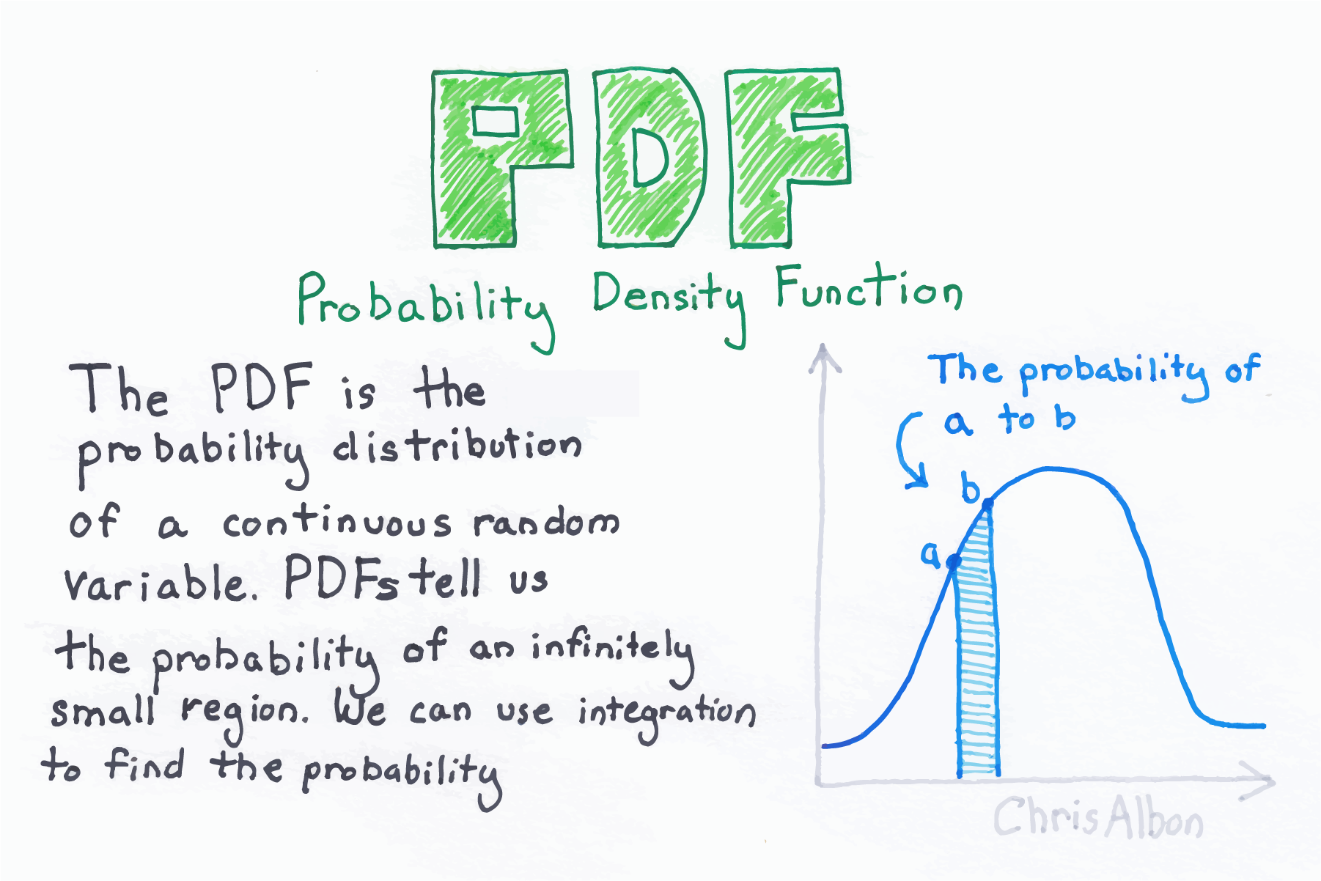 PDF
Probability Density Function
The PDF is the
probability distribution
of a continuous random
variable. PDFs tell us
the probability of an infinitely
small region. We can use integration
to find the probability
The probability of
a to b
b
a
Chris Albon